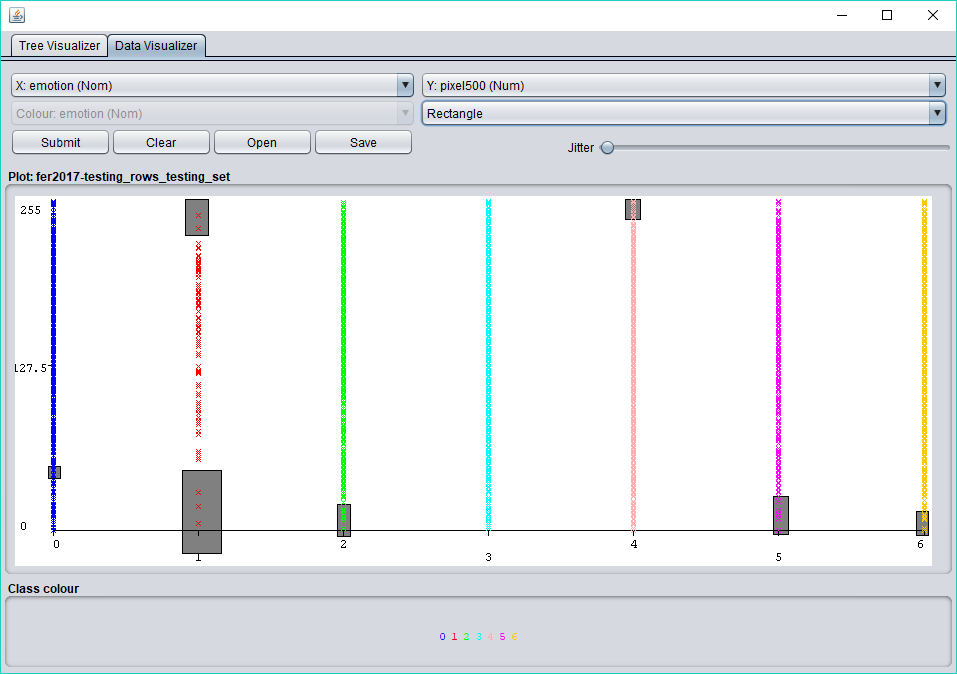 Tree Visualizer Data Visualizer
X: emotion (Nom) Y: pixel500 (Num)
Colour: emotion (Nom) Rectangle
Submit Clear Open Save Jitter
Plot: fer2017-testing_rows_testing_set
255
127.5
0
0 1 2 3 4 5 6
Class colour
0 1 2 3 4 5 6